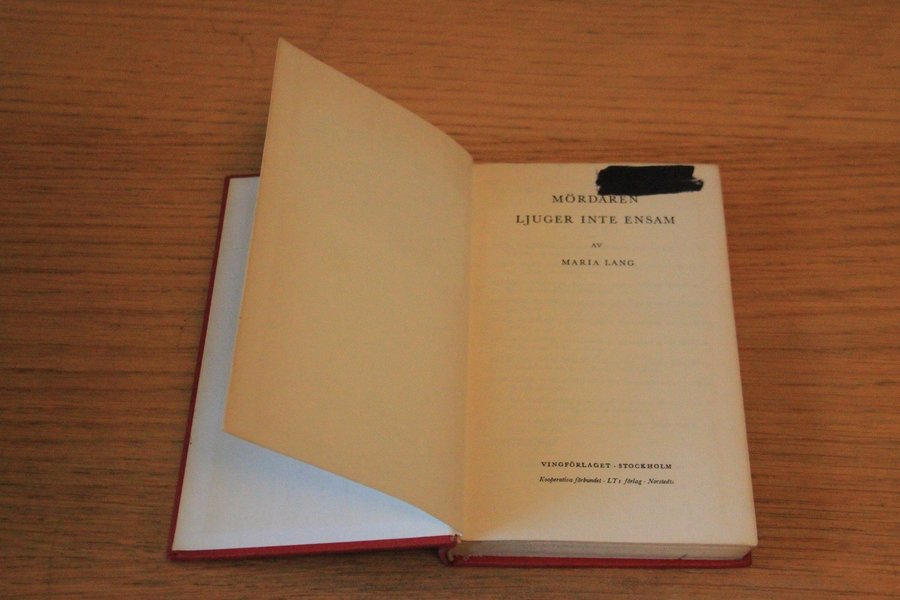 MÖRDAREN
LJUGER INTE ENSAM
AV
MARIA LANG
VINGFÖRLAGET · STOCKHOLM
Kooperativa förbundet · LT:s förlag · Norstedts